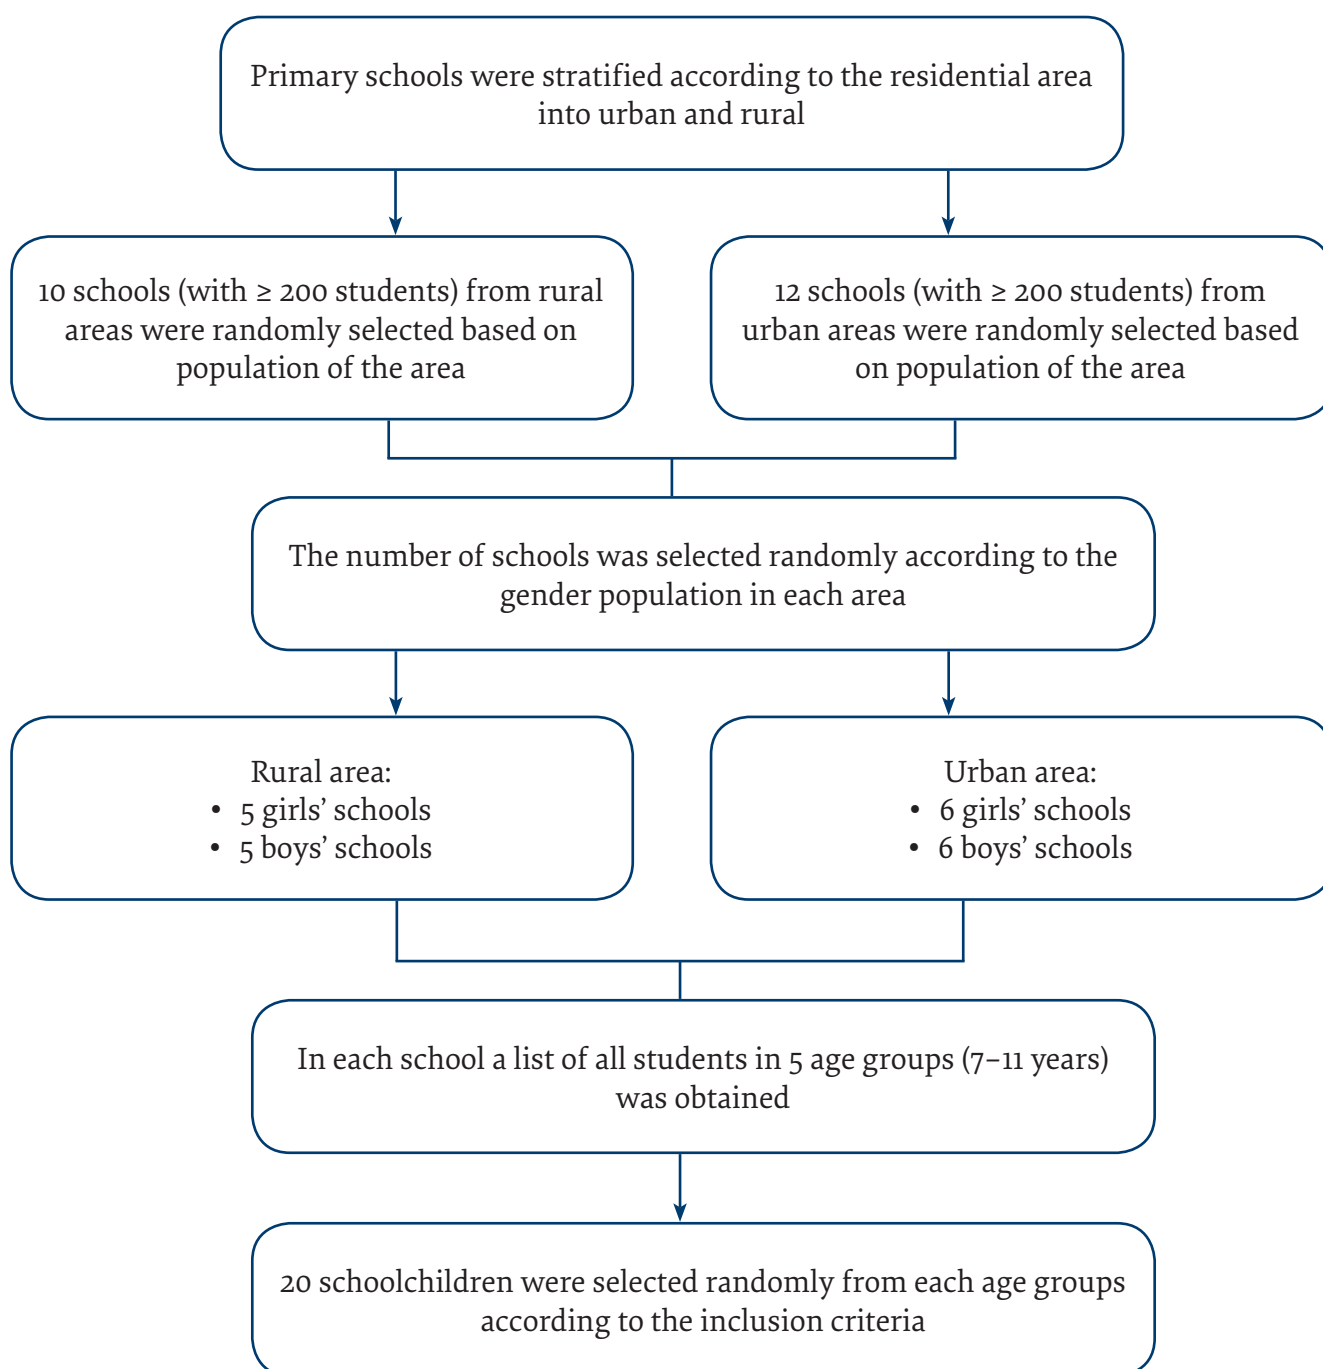 Primary schools were stratified according to the residential area
into urban and rural
10 schools (with ≥ 200 students) from rural
areas were randomly selected based on
population of the area
12 schools (with ≥ 200 students) from
urban areas were randomly selected based
on population of the area
The number of schools was selected randomly according to the
gender population in each area
Rural area:
• 5 girls’ schools
• 5 boys’ schools
Urban area:
• 6 girls’ schools
• 6 boys’ schools
In each school a list of all students in 5 age groups (7–11 years)
was obtained
20 schoolchildren were selected randomly from each age groups
according to the inclusion criteria